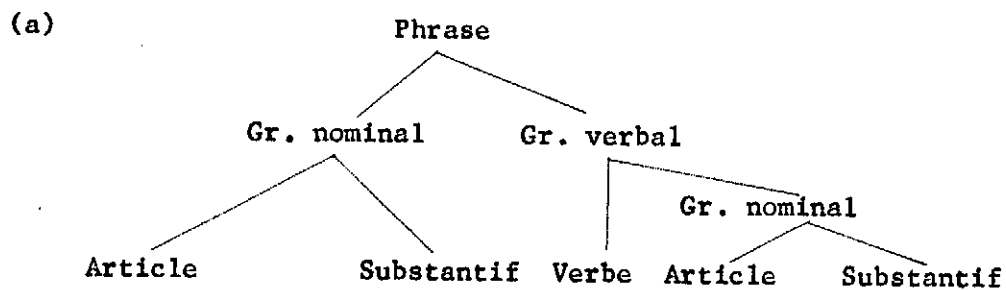 (a)
Phrase
Gr. nominal Gr. verbal
Gr. nominal
Article Substantif Verbe Article Substantif